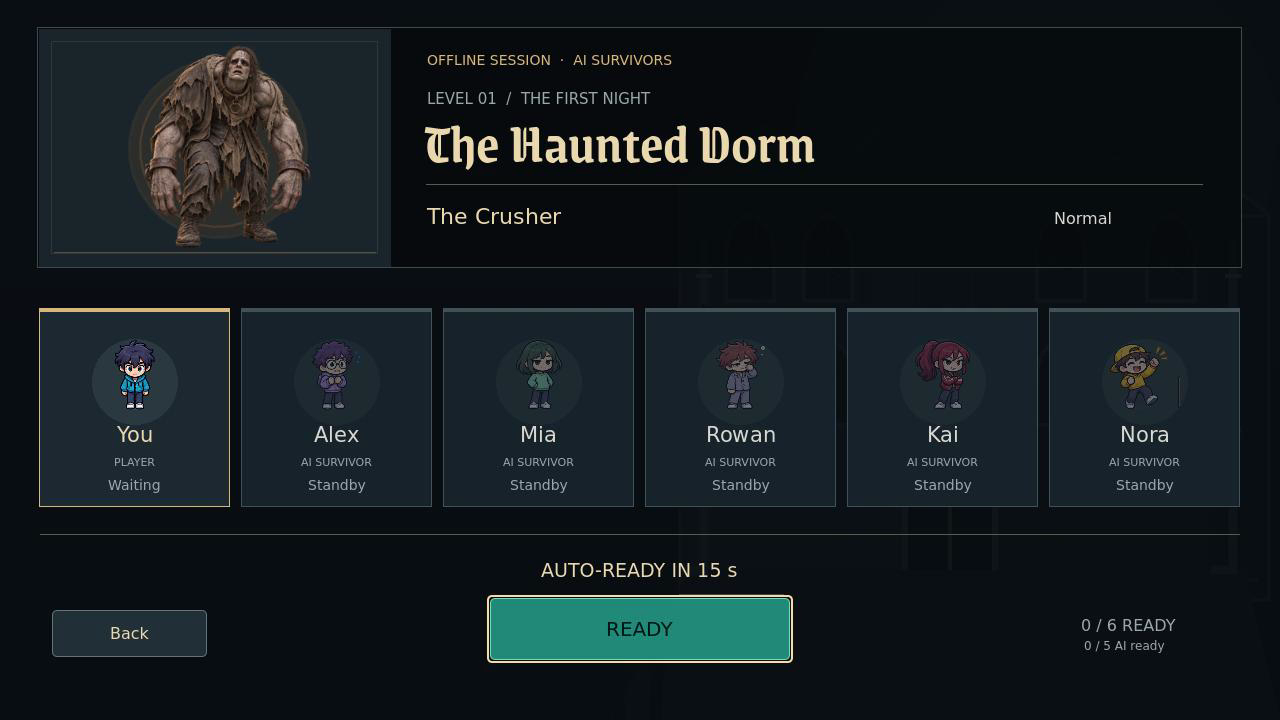 OFFLINE SESSION · AI SURVIVORS
LEVEL 01 / THE FIRST NIGHT
The Haunted Dorm
The Crusher
Normal
You
PLAYER
Waiting
Alex
AI SURVIVOR
Standby
Mia
AI SURVIVOR
Standby
Rowan
AI SURVIVOR
Standby
Kai
AI SURVIVOR
Standby
Nora
AI SURVIVOR
Standby
AUTO-READY IN 15 s
Back
READY
0 / 6 READY
0 / 5 AI ready